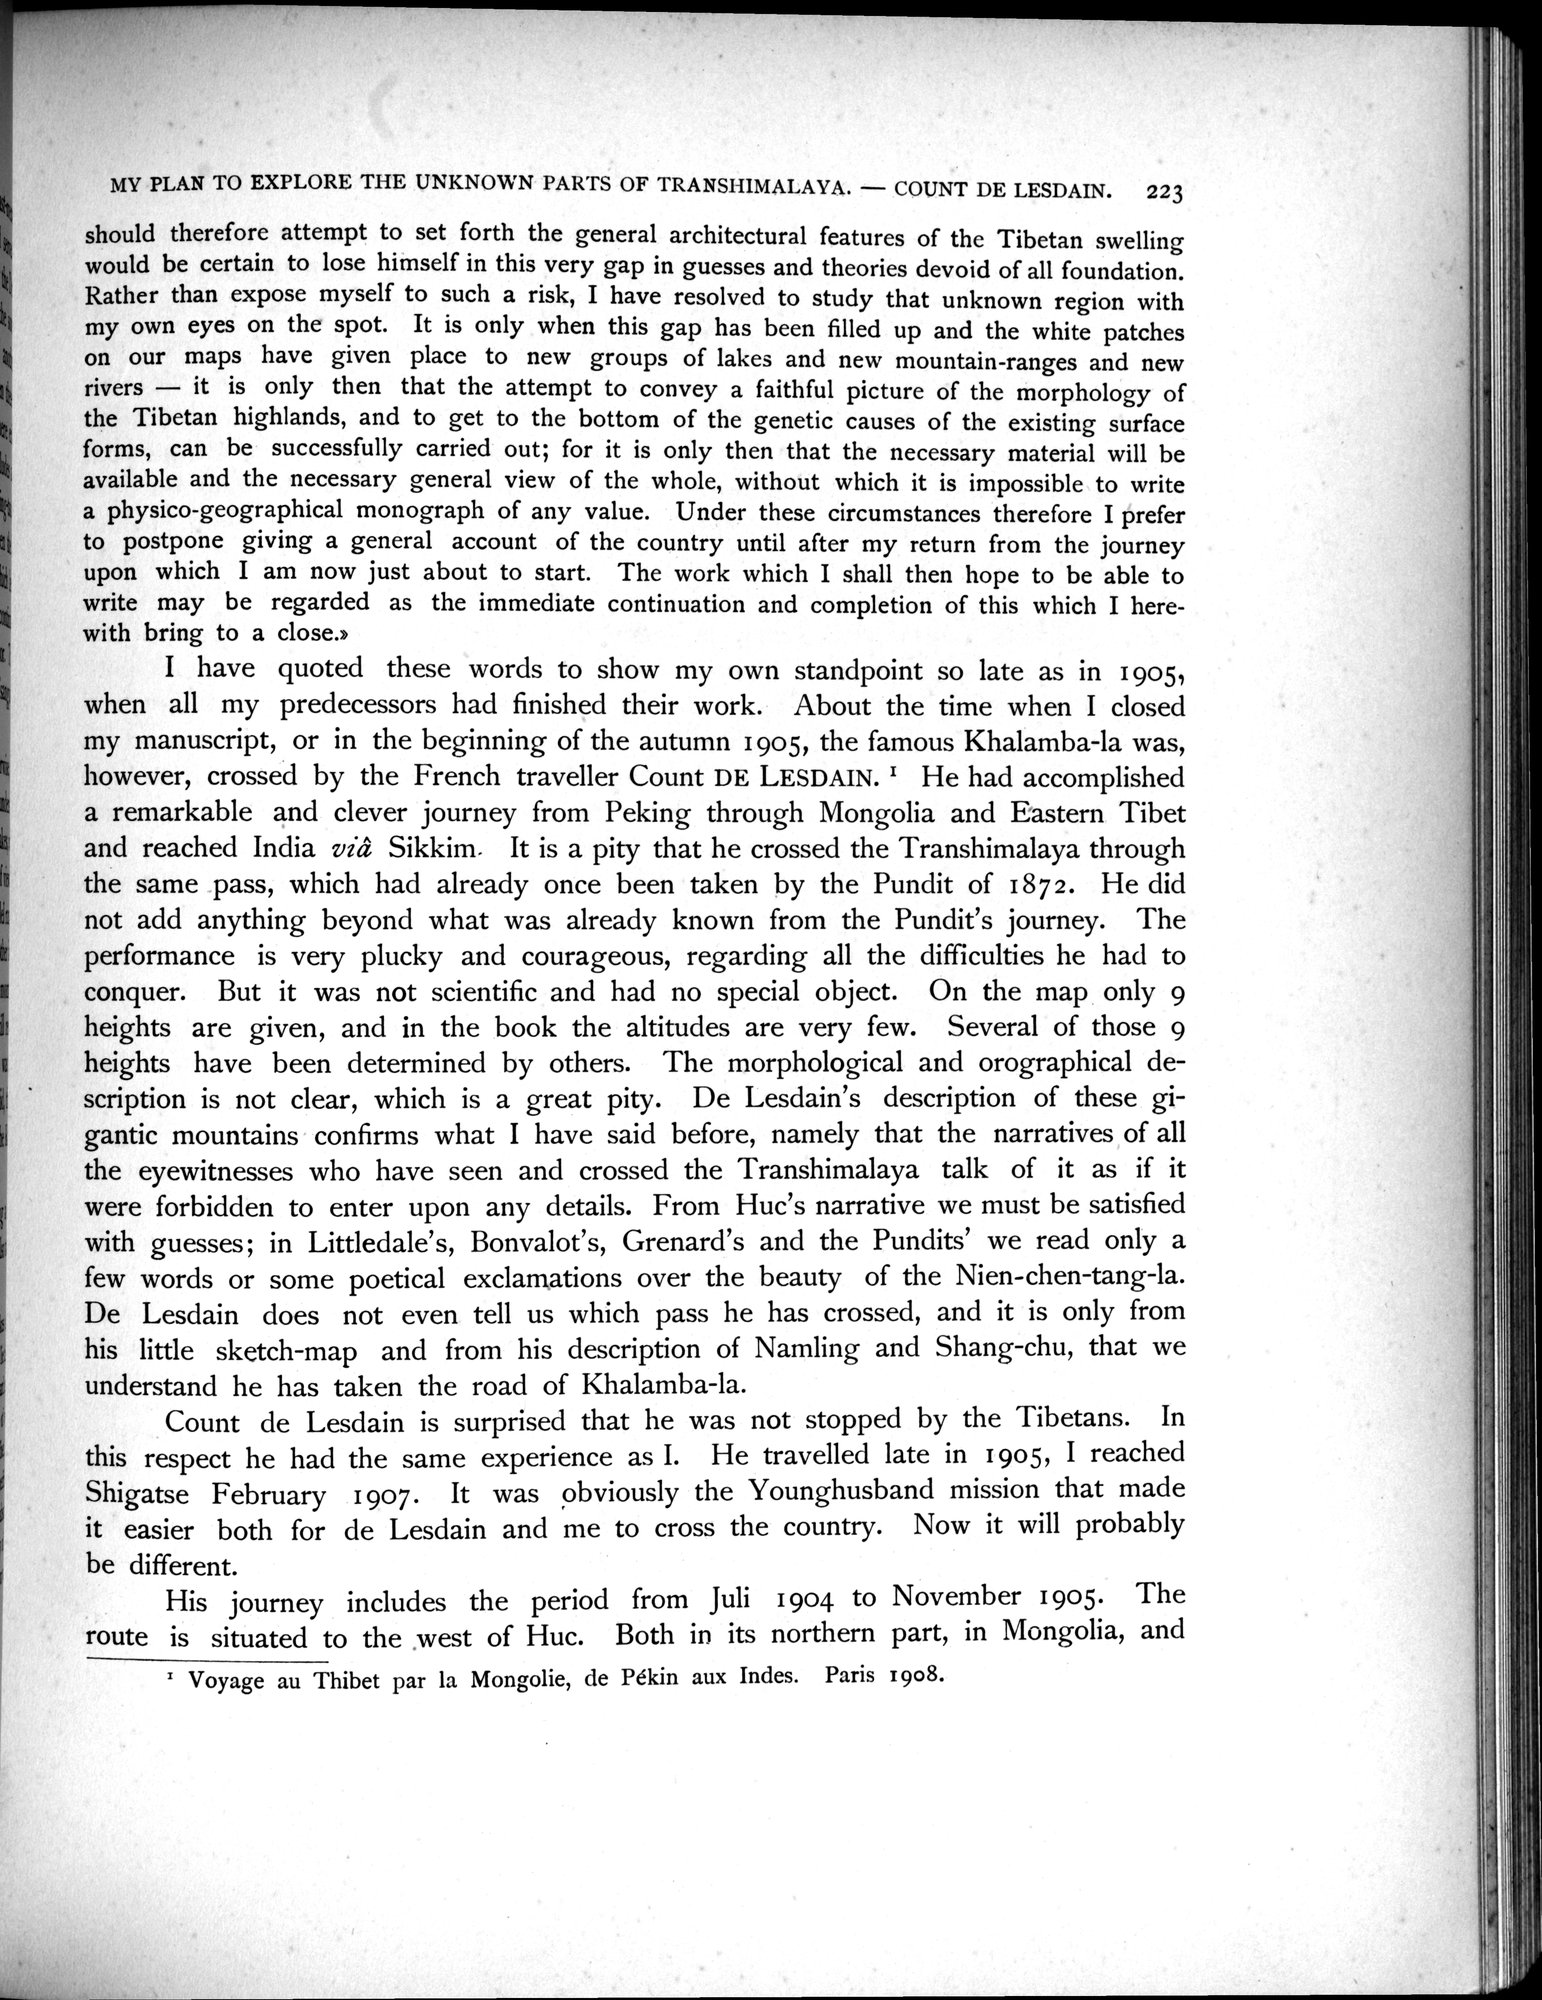 MY PLAN TO EXPLORE THE UNKNOWN PARTS OF TRANSHIMALAYA. — COUNT DE LESDAIN. 223
should therefore attempt to set forth the general architectural features of the Tibetan swelling
would be certain to lose himself in this very gap in guesses and theories devoid of all foundation.
Rather than expose myself to such a risk, I have resolved to study that unknown region with
my own eyes on the spot. It is only when this gap has been filled up and the white patches
on our maps have given place to new groups of lakes and new mountain-ranges and new
rivers — it is only then that the attempt to convey a faithful picture of the morphology of
the Tibetan highlands, and to get to the bottom of the genetic causes of the existing surface
forms, can be successfully carried out; for it is only then that the necessary material will be
available and the necessary general view of the whole, without which it is impossible to write
a physico-geographical monograph of any value. Under these circumstances therefore I prefer
to postpone giving a general account of the country until after my return from the journey
upon which I am now just about to start. The work which I shall then hope to be able to
write may be regarded as the immediate continuation and completion of this which I here-
with bring to a close.»
I have quoted these words to show my own standpoint so late as in 1905,
when all my predecessors had finished their work. About the time when I closed
my manuscript, or in the beginning of the autumn 1905, the famous Khalamba-la was,
however, crossed by the French traveller Count DE LESDAIN. ¹ He had accomplished
a remarkable and clever journey from Peking through Mongolia and Eastern Tibet
and reached India viâ Sikkim. It is a pity that he crossed the Transhimalaya through
the same pass, which had already once been taken by the Pundit of 1872. He did
not add anything beyond what was already known from the Pundit's journey. The
performance is very plucky and courageous, regarding all the difficulties he had to
conquer. But it was not scientific and had no special object. On the map only 9
heights are given, and in the book the altitudes are very few. Several of those 9
heights have been determined by others. The morphological and orographical de-
scription is not clear, which is a great pity. De Lesdain's description of these gi-
gantic mountains confirms what I have said before, namely that the narratives of all
the eyewitnesses who have seen and crossed the Transhimalaya talk of it as if it
were forbidden to enter upon any details. From Huc's narrative we must be satisfied
with guesses; in Littledale's, Bonvalot's, Grenard's and the Pundits' we read only a
few words or some poetical exclamations over the beauty of the Nien-chen-tang-la.
De Lesdain does not even tell us which pass he has crossed, and it is only from
his little sketch-map and from his description of Namling and Shang-chu, that we
understand he has taken the road of Khalamba-la.
Count de Lesdain is surprised that he was not stopped by the Tibetans. In
this respect he had the same experience as I. He travelled late in 1905, I reached
Shigatse February 1907. It was obviously the Younghusband mission that made
it easier both for de Lesdain and me to cross the country. Now it will probably
be different.
His journey includes the period from Juli 1904 to November 1905. The
route is situated to the west of Huc. Both in its northern part, in Mongolia, and
¹ Voyage au Thibet par la Mongolie, de Pékin aux Indes. Paris 1908.